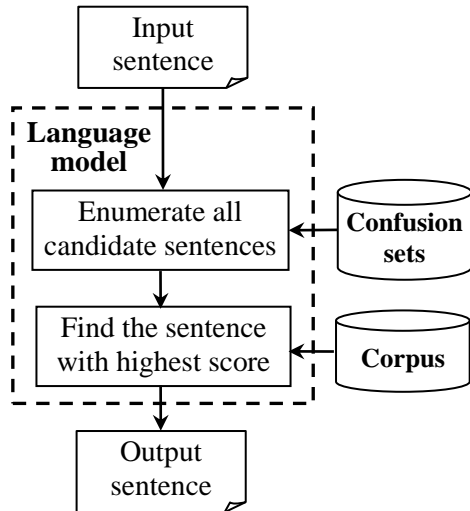 Input
sentence
Language
model
Enumerate all
candidate sentences
Confusion
sets
Find the sentence
with highest score
Corpus
Output
sentence